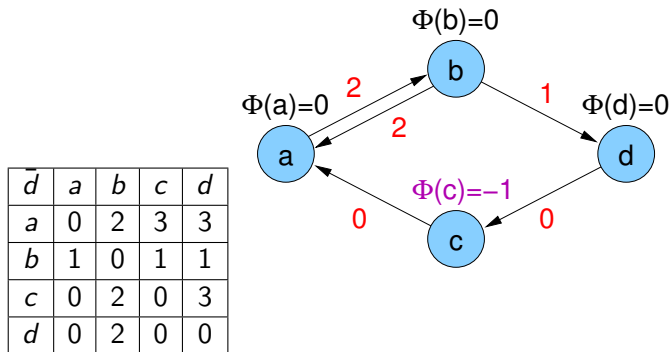 Φ(b)=0
b
2
1
Φ(a)=0
Φ(d)=0
2
a
d
Φ(c)=−1
0
0
c
d̄ a b c d
a 0 2 3 3
b 1 0 1 1
c 0 2 0 3
d 0 2 0 0